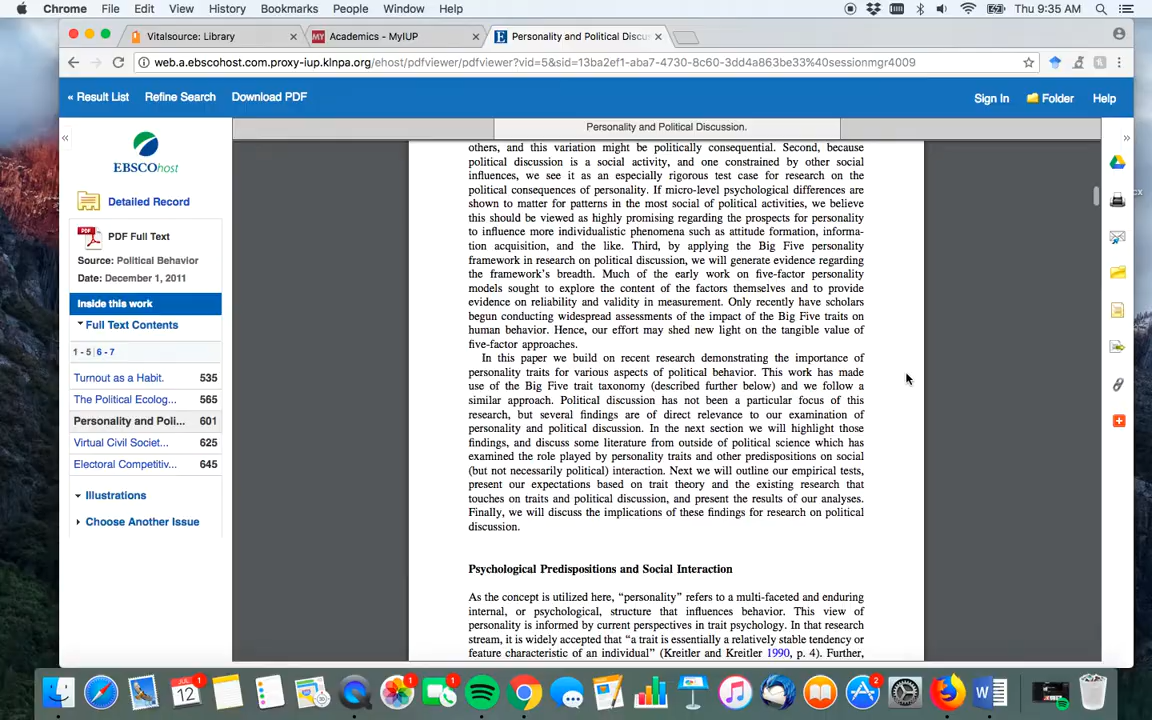 Chrome File Edit View History Bookmarks People Window Help Thu 9:35 AM
Vitalsource: Library
MY Academics - MyIUP
Personality and Political Discu
web.a.ebscohost.com.proxy-iup.klnpa.org/ehost/pdfviewer/pdfviewer?vid=5&sid=13ba2ef1-aba7-4730-8c60-3dd4a863be33%40sessionmgr4009
« Result List Refine Search Download PDF Sign In Folder Help
Personality and Political Discussion.
EBSCOhost
Detailed Record
PDF Full Text
Source: Political Behavior
Date: December 1, 2011
Inside this work
Full Text Contents
1 - 5 | 6 - 7
Turnout as a Habit. 535
The Political Ecolog... 565
Personality and Poli... 601
Virtual Civil Societ... 625
Electoral Competitiv... 645
Illustrations
Choose Another Issue
others, and this variation might be politically consequential. Second, because
political discussion is a social activity, and one constrained by other social
influences, we see it as an especially rigorous test case for research on the
political consequences of personality. If micro-level psychological differences are
shown to matter for patterns in the most social of political activities, we believe
this should be viewed as highly promising regarding the prospects for personality
to influence more individualistic phenomena such as attitude formation, informa-
tion acquisition, and the like. Third, by applying the Big Five personality
framework in research on political discussion, we will generate evidence regarding
the framework's breadth. Much of the early work on five-factor personality
models sought to explore the content of the factors themselves and to provide
evidence on reliability and validity in measurement. Only recently have scholars
begun conducting widespread assessments of the impact of the Big Five traits on
human behavior. Hence, our effort may shed new light on the tangible value of
five-factor approaches.
In this paper we build on recent research demonstrating the importance of
personality traits for various aspects of political behavior. This work has made
use of the Big Five trait taxonomy (described further below) and we follow a
similar approach. Political discussion has not been a particular focus of this
research, but several findings are of direct relevance to our examination of
personality and political discussion. In the next section we will highlight those
findings, and discuss some literature from outside of political science which has
examined the role played by personality traits and other predispositions on social
(but not necessarily political) interaction. Next we will outline our empirical tests,
present our expectations based on trait theory and the existing research that
touches on traits and political discussion, and present the results of our analyses.
Finally, we will discuss the implications of these findings for research on political
discussion.
Psychological Predispositions and Social Interaction
As the concept is utilized here, “personality” refers to a multi-faceted and enduring
internal, or psychological, structure that influences behavior. This view of
personality is informed by current perspectives in trait psychology. In that research
stream, it is widely accepted that “a trait is essentially a relatively stable tendency or
feature characteristic of an individual” (Kreitler and Kreitler 1990, p. 4). Further,
JUL
12
1
1
1
2